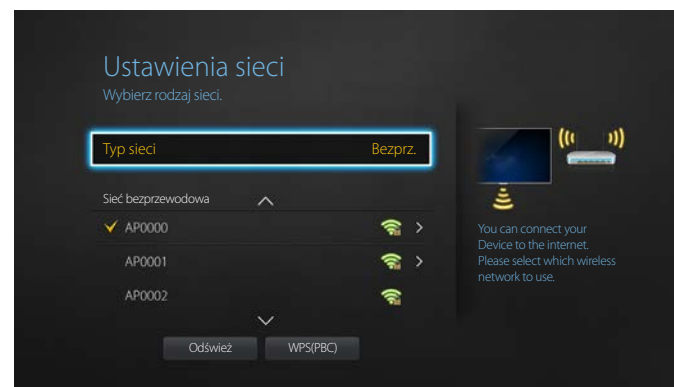 Ustawienia sieci
Wybierz rodzaj sieci.
Typ sieci Bezprz.
Sieć bezprzewodowa
AP0000
AP0001
AP0002
Odśwież WPS(PBC)
You can connect your
Device to the internet.
Please select which wireless
network to use.